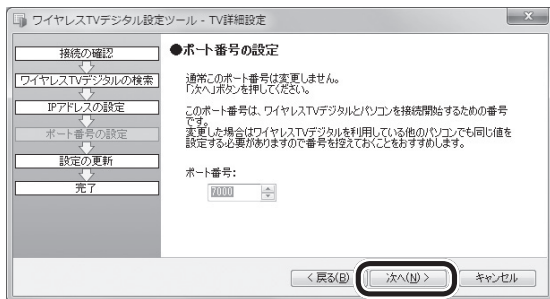 ワイヤレスTVデジタル設定ツール - TV詳細設定
接続の確認
ワイヤレスTVデジタルの検索
IPアドレスの設定
ポート番号の設定
設定の更新
完了
●ポート番号の設定
通常このポート番号は変更しません。
「次へ」ボタンを押してください。
このポート番号は、ワイヤレスTVデジタルとパソコンを接続開始するための番号
です。
変更した場合はワイヤレスTVデジタルを利用している他のパソコンでも同じ値を
設定する必要がありますので番号を控えておくことをおすすめします。
ポート番号:
7000
< 戻る(B)
次へ(N) >
キャンセル